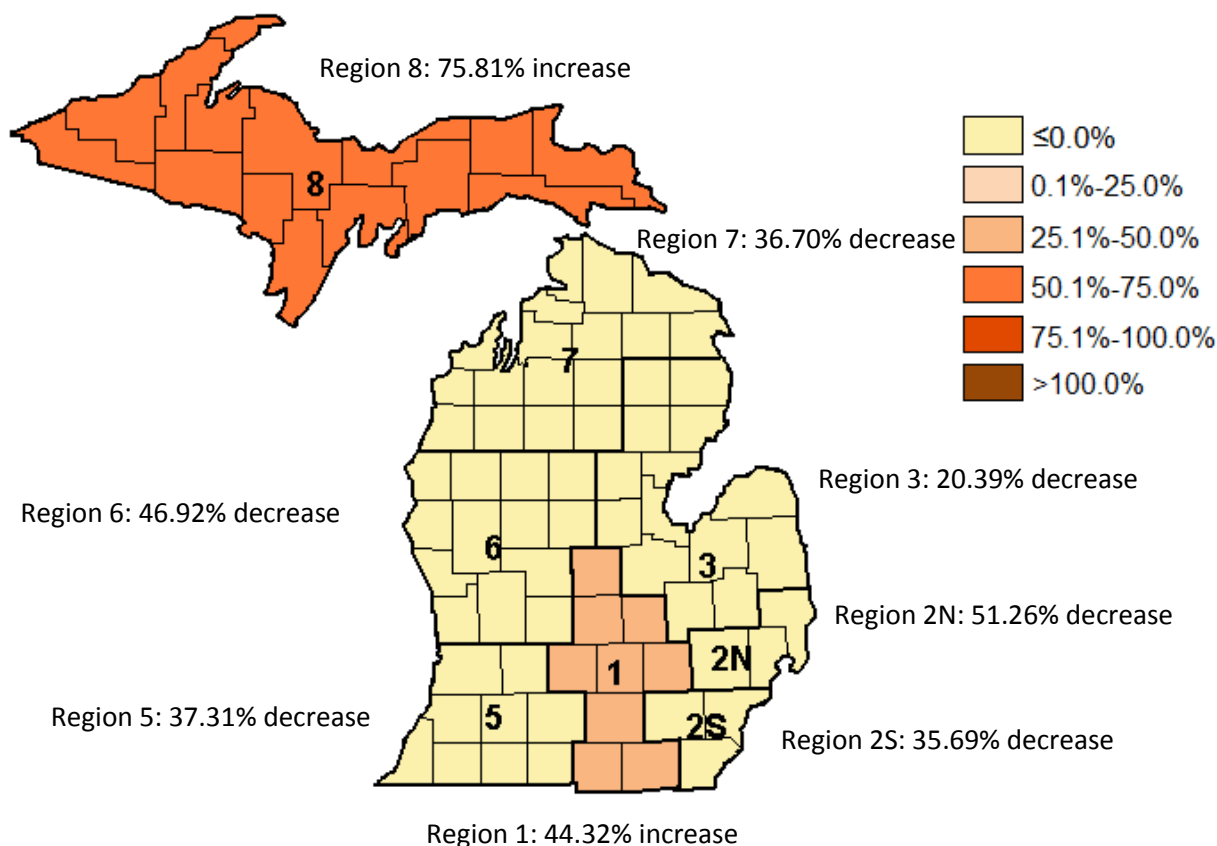 Region 8: 75.81% increase
≤0.0%
0.1%-25.0%
25.1%-50.0%
50.1%-75.0%
75.1%-100.0%
>100.0%
8
Region 7: 36.70% decrease
7
Region 3: 20.39% decrease
Region 6: 46.92% decrease
6
3
Region 2N: 51.26% decrease
2N
1
Region 5: 37.31% decrease
5
2S
Region 2S: 35.69% decrease
Region 1: 44.32% increase